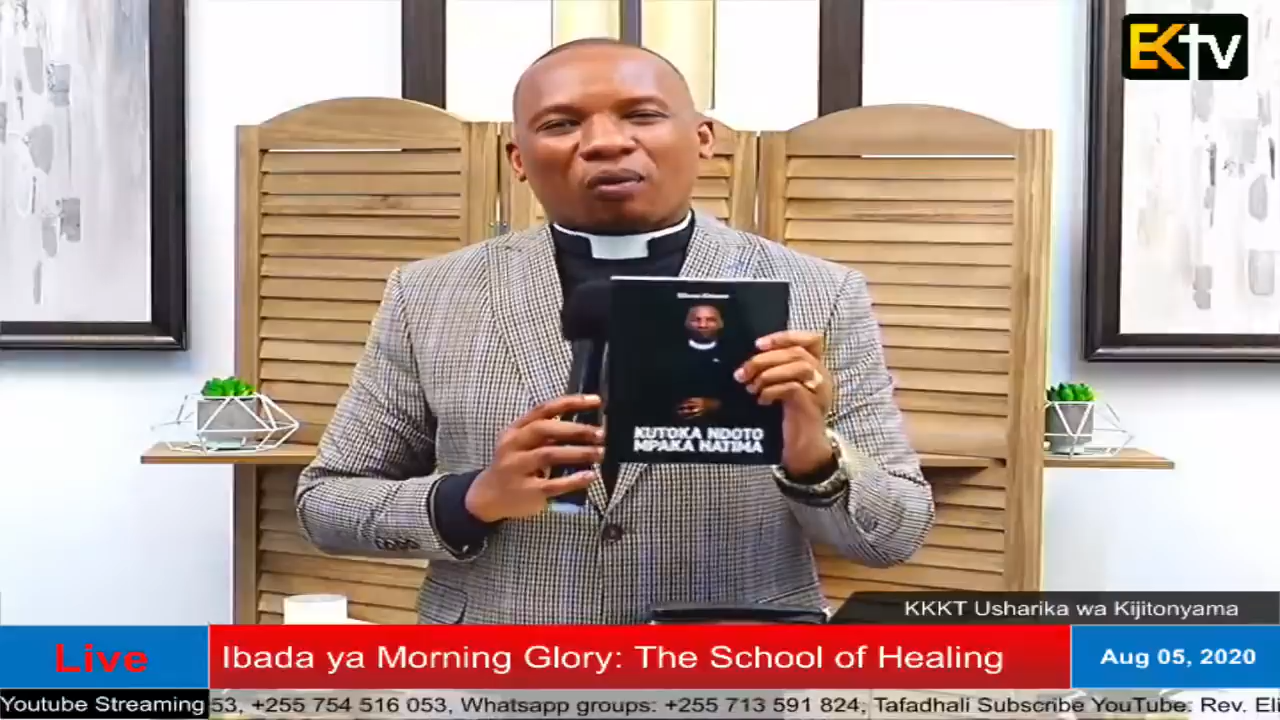 EKtv
KUTOKA NDOTO
MPAKA HATIMA
KKKT Usharika wa Kijitonyama
Live
Ibada ya Morning Glory: The School of Healing
Aug 05, 2020
Youtube Streaming
53, +255 754 516 053, Whatsapp groups: +255 713 591 824; Tafadhali Subscribe YouTube: Rev. El